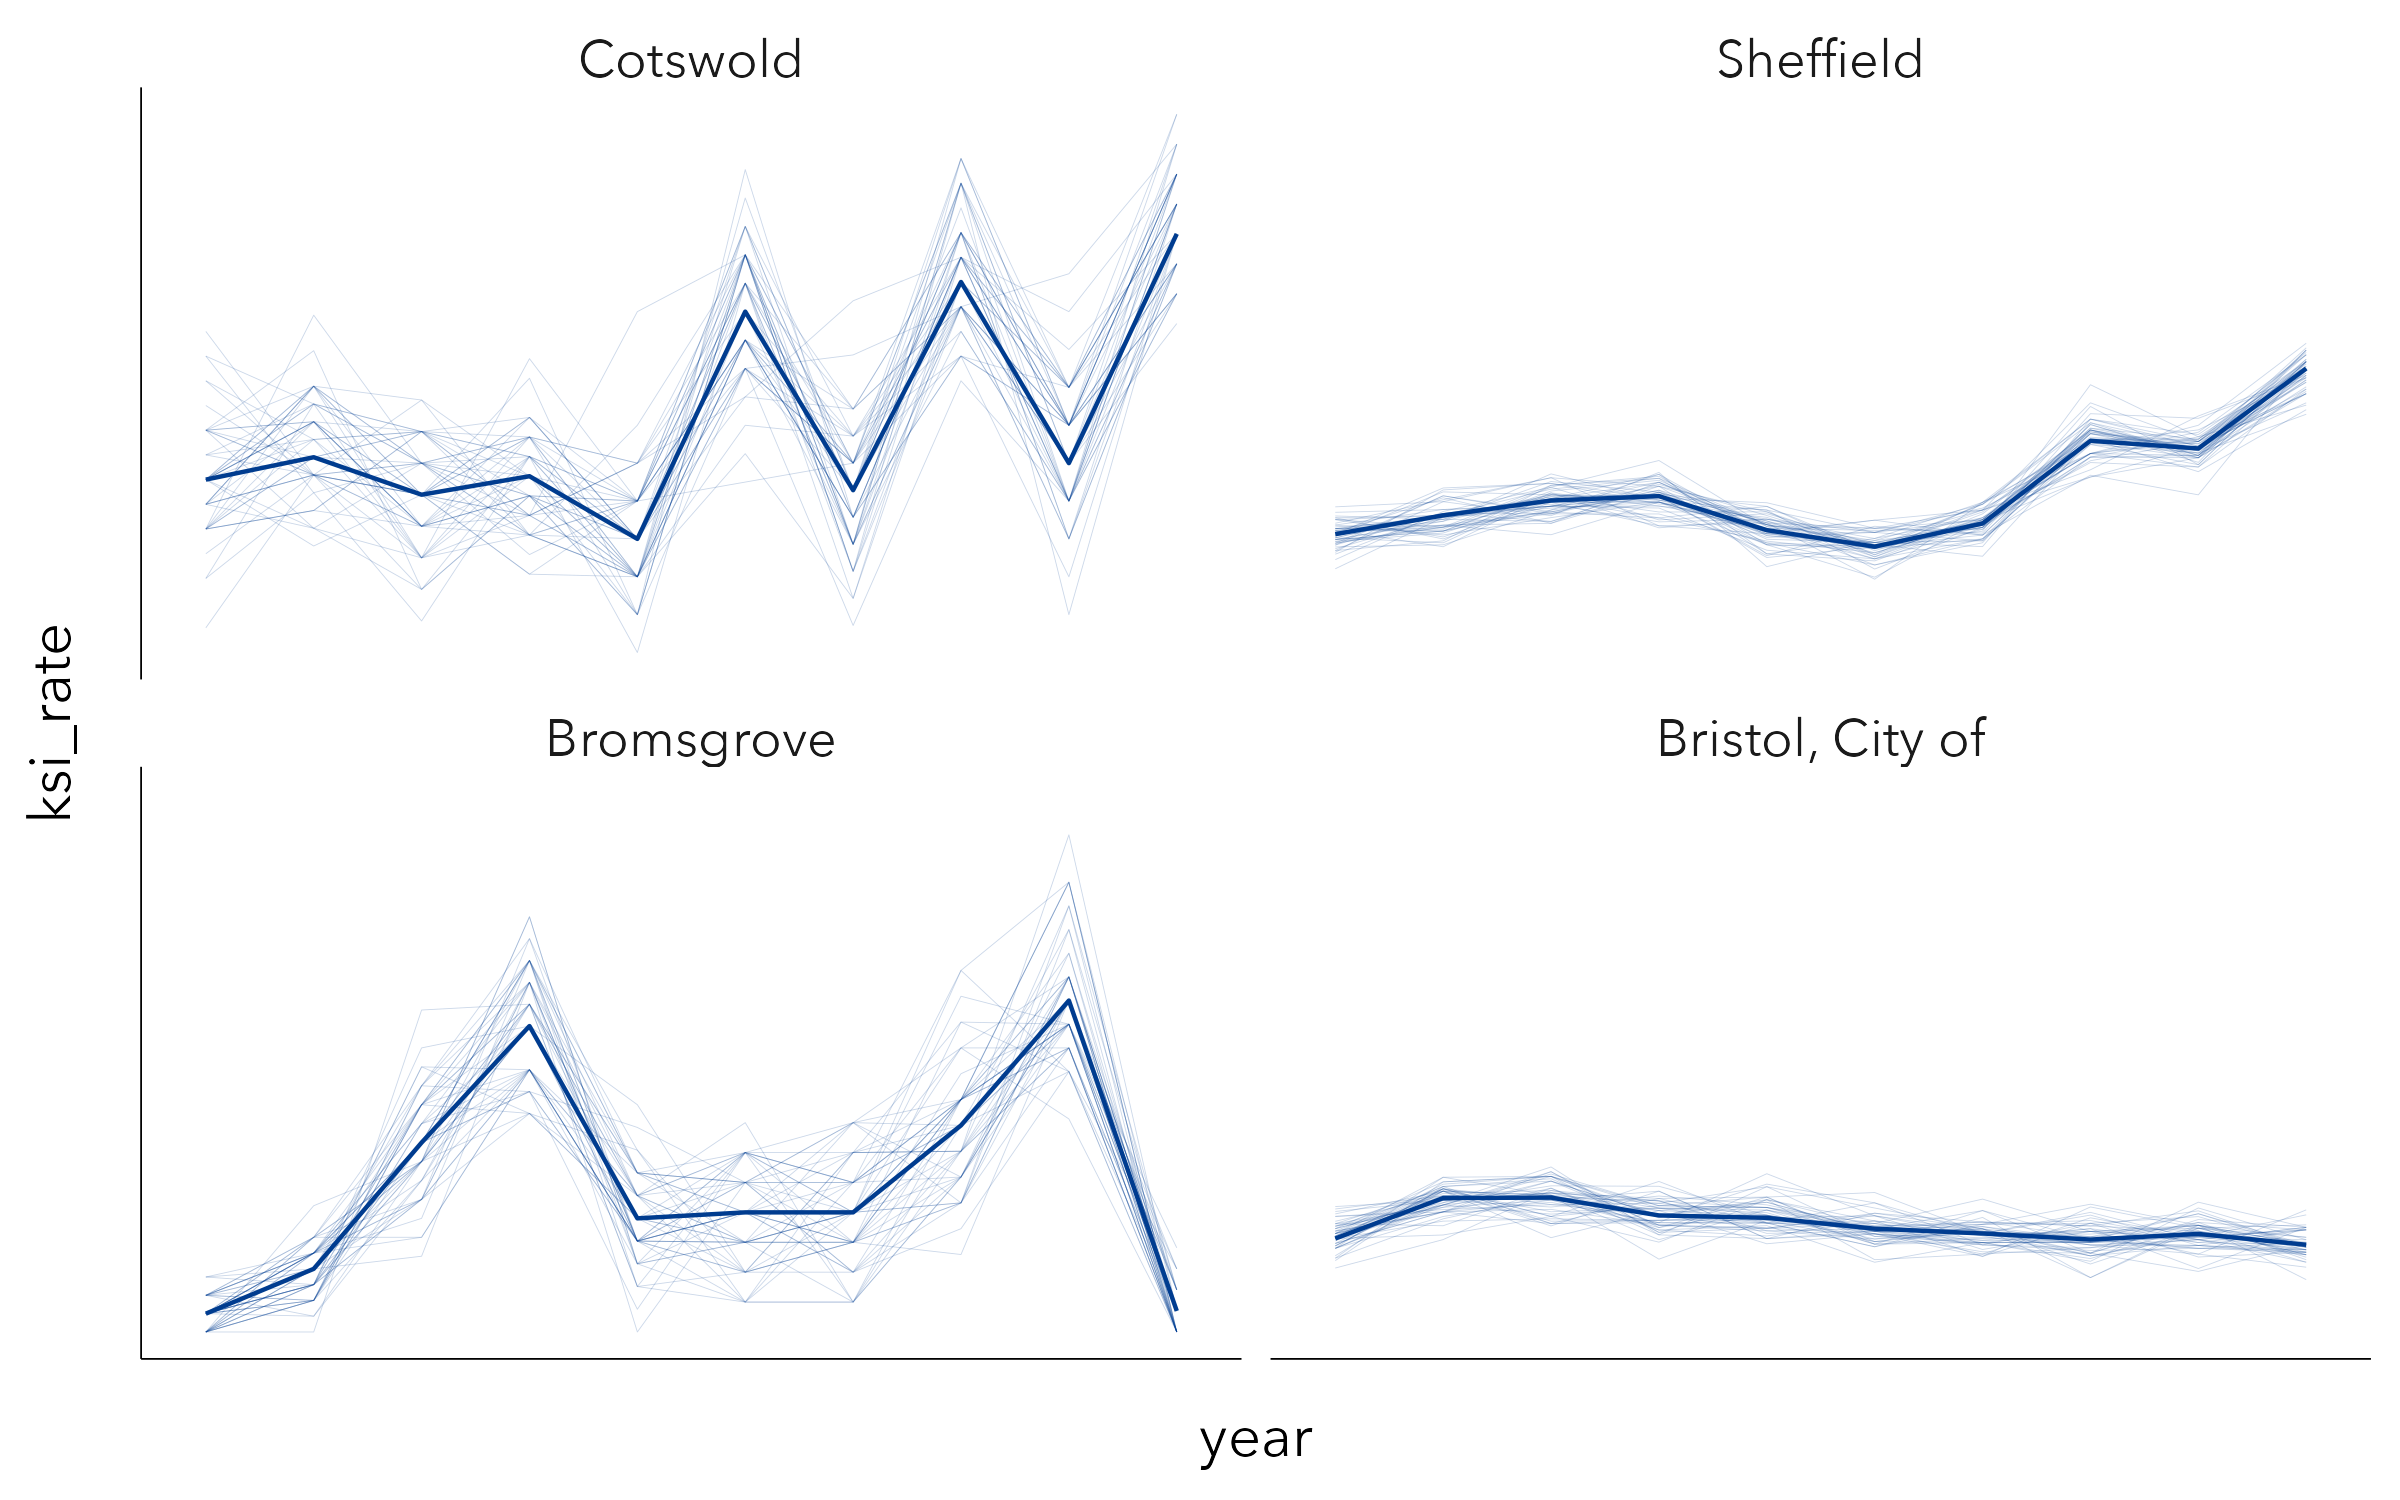 Cotswold
Sheffield
ksi_rate
Bromsgrove
Bristol, City of
year